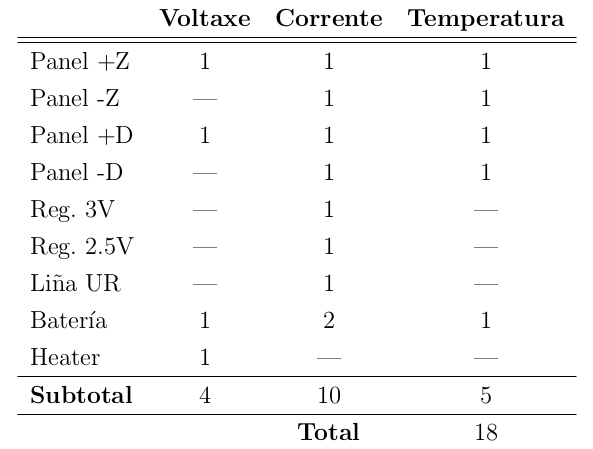 Voltaxe Corrente Temperatura
Panel +Z 1 1 1
Panel -Z — 1 1
Panel +D 1 1 1
Panel -D — 1 1
Reg. 3V — 1 —
Reg. 2.5V — 1 —
Liña UR — 1 —
Batería 1 2 1
Heater 1 — —
Subtotal 4 10 5
Total 18